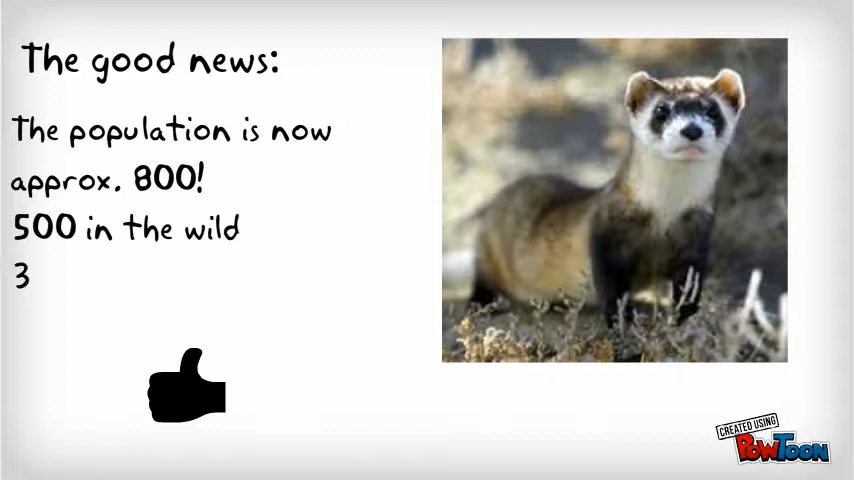 The good news:
The population is now
approx. 800!
500 in the wild
3
CREATED USING
POWTOON